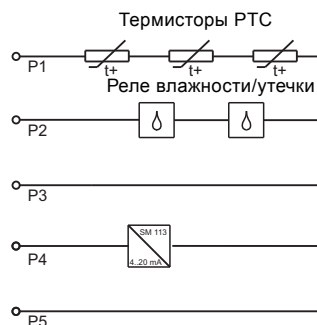 Термисторы PTC
P1
t+ t+ t+
Реле влажности/утечки
P2
P3
SM 113
P4
4..20 mA
P5